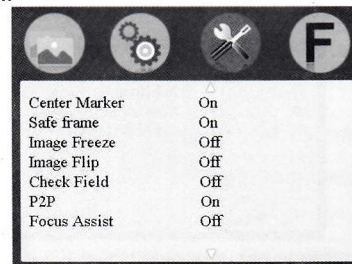 F
Center Marker On
Safe frame On
Image Freeze Off
Image Flip Off
Check Field Off
P2P On
Focus Assist Off